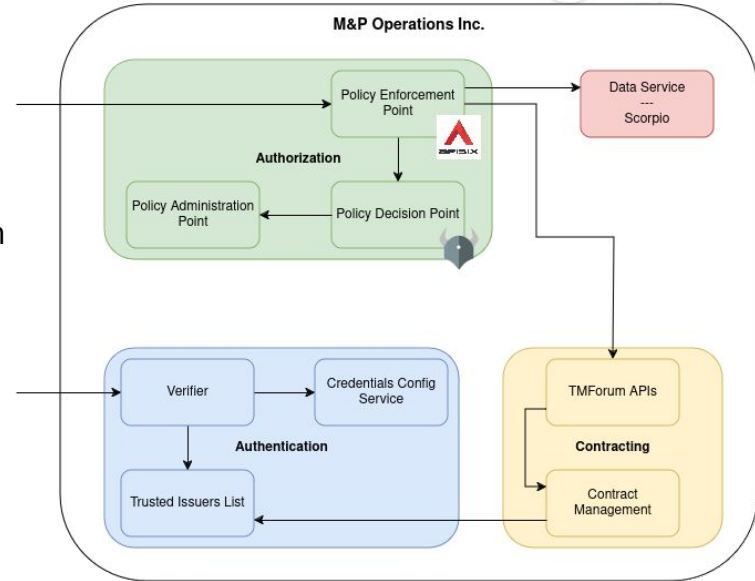 M&P Operations Inc.
Policy Enforcement
Point
APISIX
Data Service
---
Scorpio
Authorization
Policy Administration
Point
Policy Decision Point
n
Verifier
Credentials Config
Service
Authentication
Trusted Issuers List
TMForum APIs
Contracting
Contract
Management